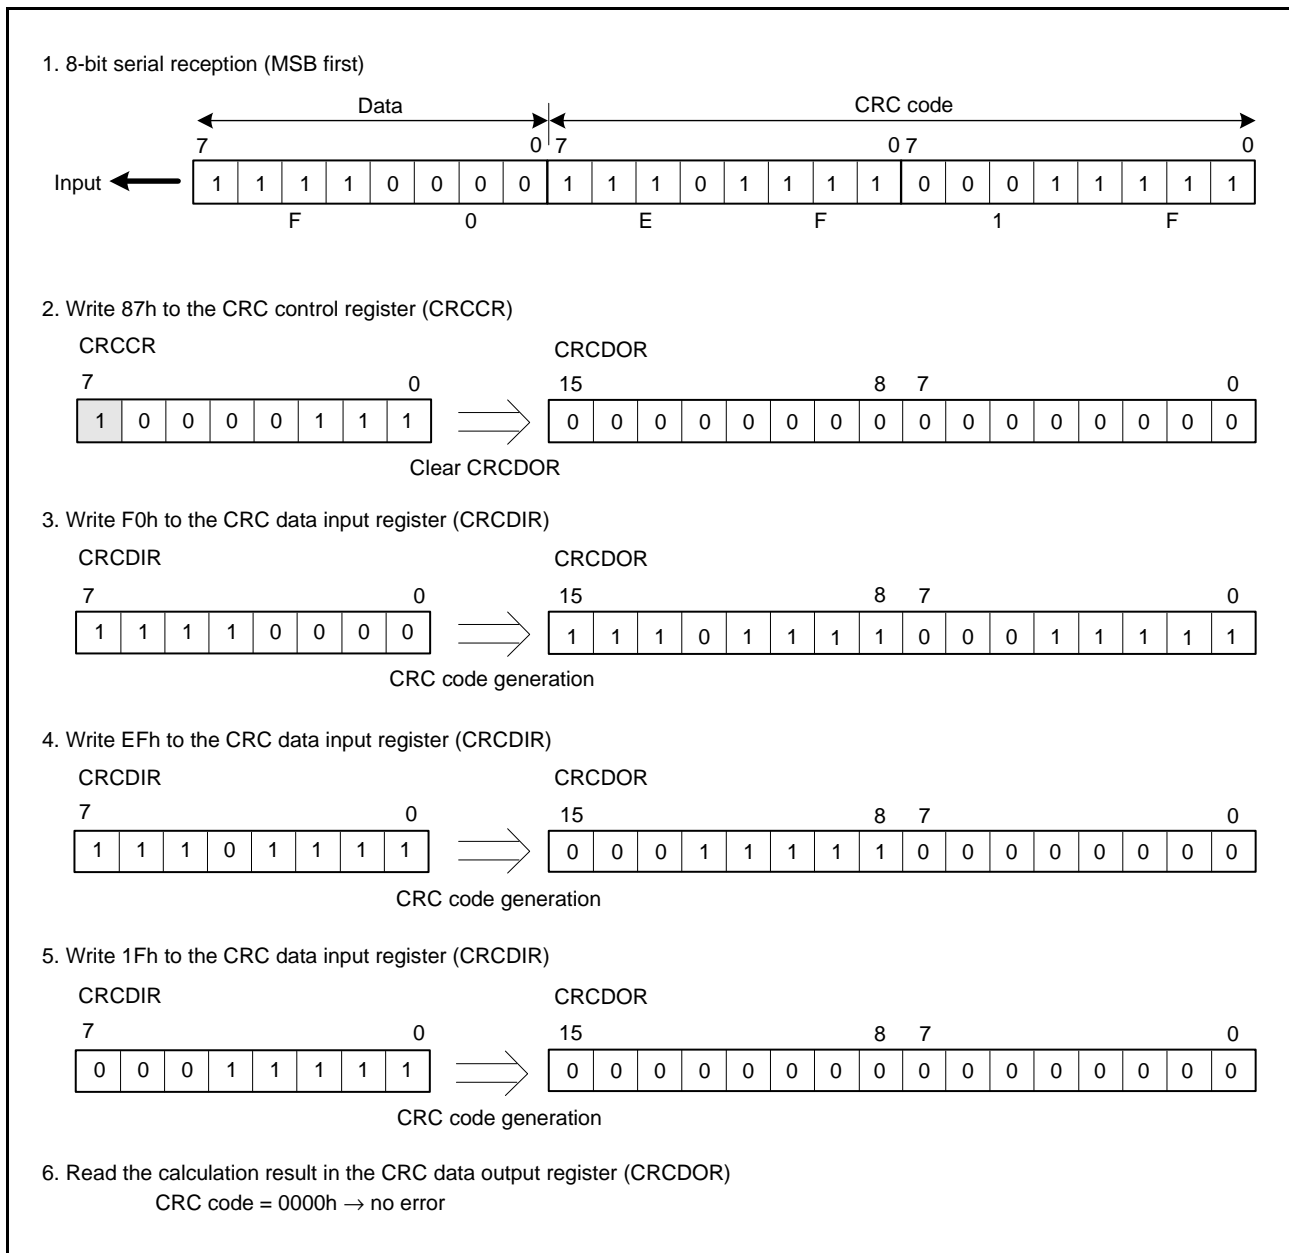 1. 8-bit serial reception (MSB first)
Data CRC code
7 0 7 0 7 0
Input 1 1 1 1 0 0 0 0 1 1 1 0 1 1 1 1 0 0 0 1 1 1 1 1
F 0 E F 1 F
2. Write 87h to the CRC control register (CRCCR)
CRCCR CRCDOR
7 0 15 8 7 0
1 0 0 0 0 1 1 1 0 0 0 0 0 0 0 0 0 0 0 0 0 0 0 0
Clear CRCDOR
3. Write F0h to the CRC data input register (CRCDIR)
CRCDIR CRCDOR
7 0 15 8 7 0
1 1 1 1 0 0 0 0 1 1 1 0 1 1 1 1 0 0 0 1 1 1 1 1
CRC code generation
4. Write EFh to the CRC data input register (CRCDIR)
CRCDIR CRCDOR
7 0 15 8 7 0
1 1 1 0 1 1 1 1 0 0 0 1 1 1 1 1 0 0 0 0 0 0 0 0
CRC code generation
5. Write 1Fh to the CRC data input register (CRCDIR)
CRCDIR CRCDOR
7 0 15 8 7 0
0 0 0 1 1 1 1 1 0 0 0 0 0 0 0 0 0 0 0 0 0 0 0 0
CRC code generation
6. Read the calculation result in the CRC data output register (CRCDOR)
CRC code = 0000h → no error